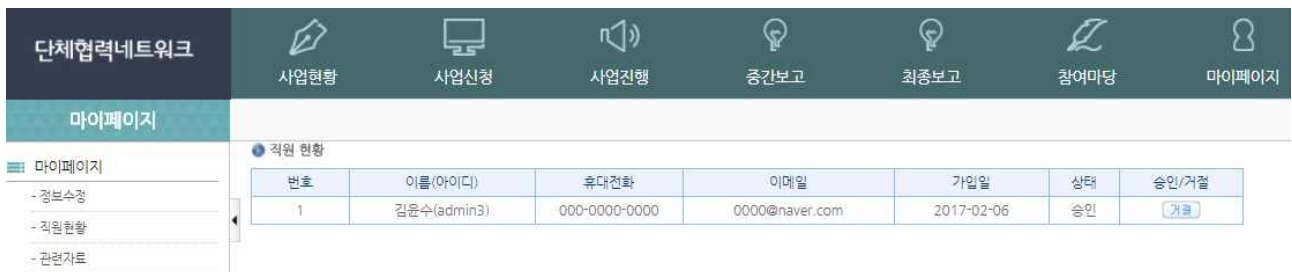 단체협력네트워크
사업현황 사업신청 사업진행 중간보고 최종보고 참여마당 마이페이지
마이페이지
마이페이지
- 정보수정
- 직원현황
- 관련자료
직원 현황
번호 이름(아이디) 휴대전화 이메일 가입일 상태 승인/거절
1 김윤수(admin3) 000-0000-0000 0000@naver.com 2017-02-06 승인 거절